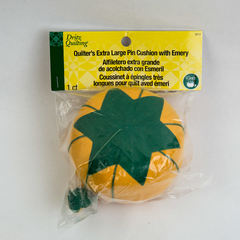 Dritz
Quilting
Quilter's Extra Large Pin Cushion with Emery
Alfiletero extra grande
de acolchado con Esmeril
Coussinet à épingles très
longues pour quilt avec émeri
1 ct